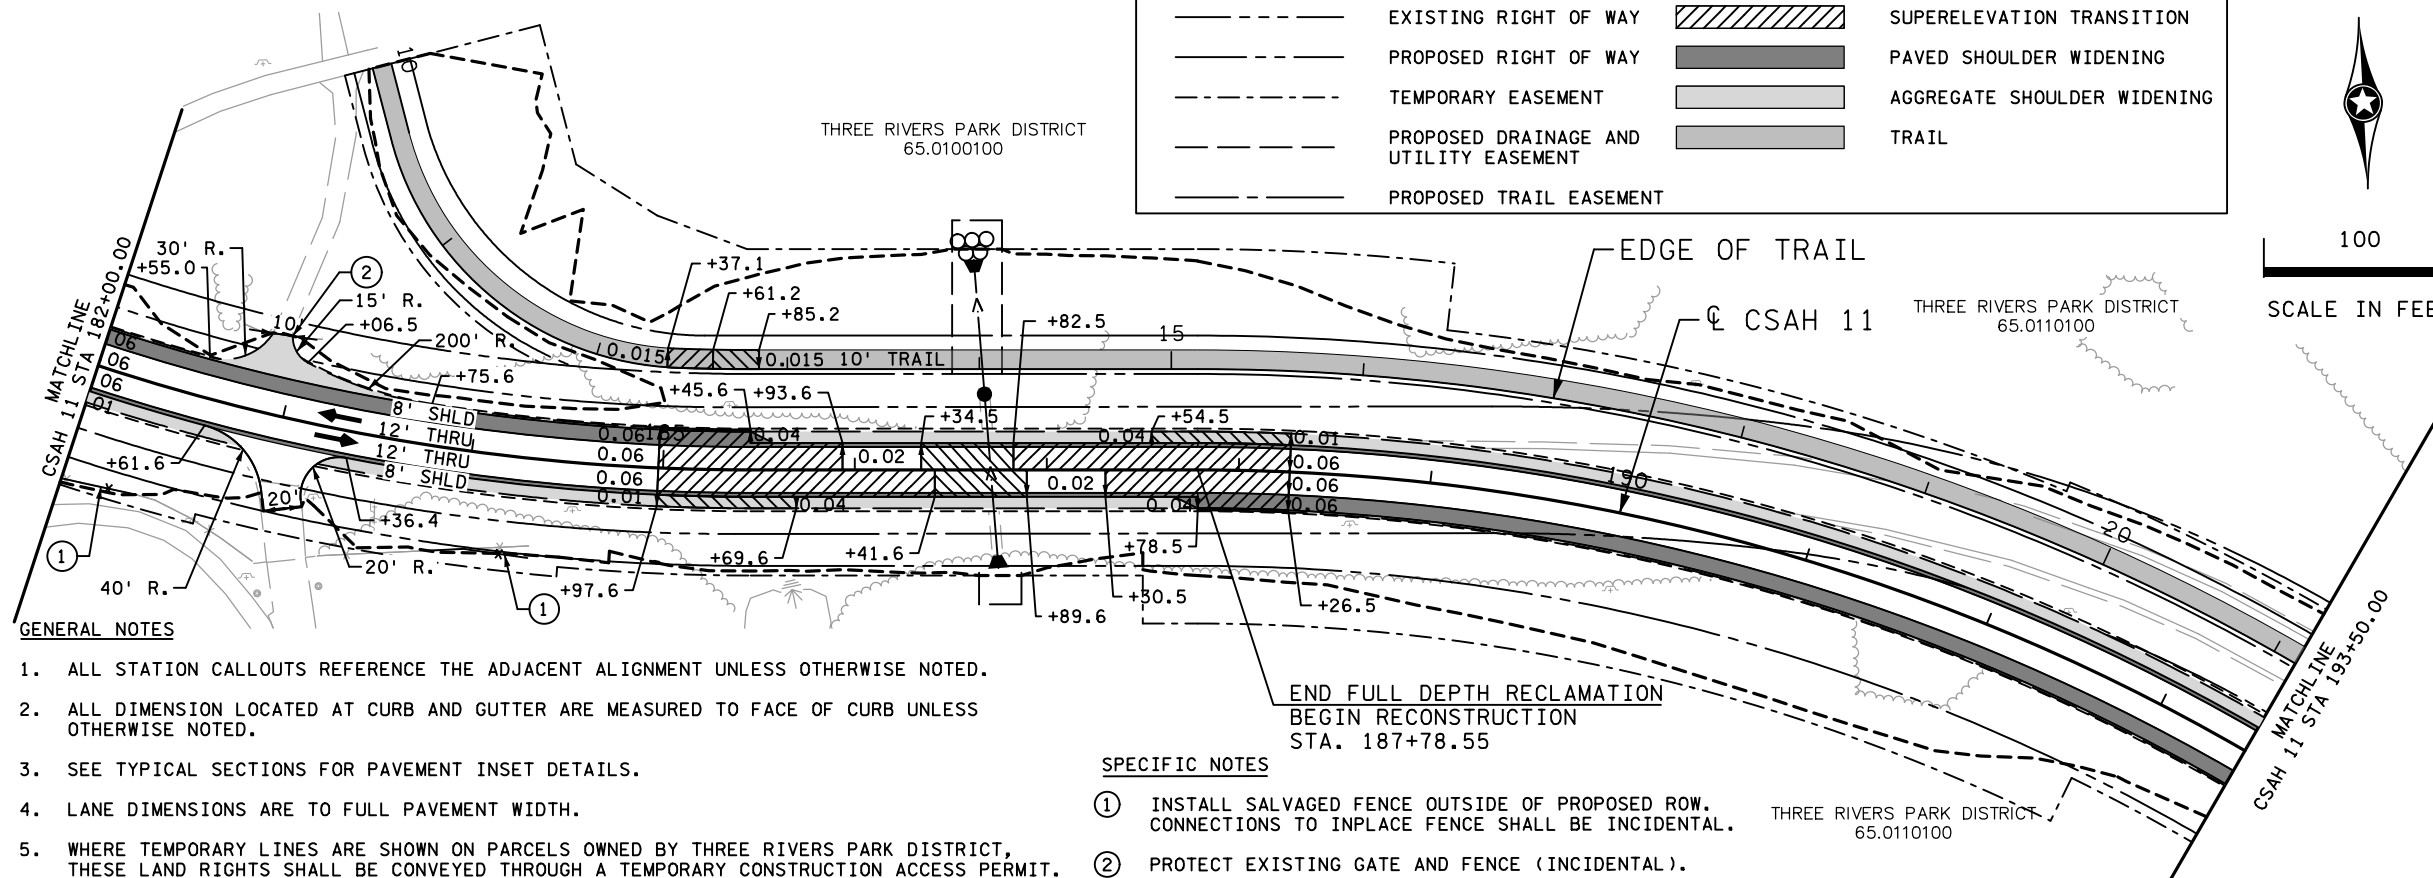 EXISTING RIGHT OF WAY
SUPERELEVATION TRANSITION
PROPOSED RIGHT OF WAY
PAVED SHOULDER WIDENING
TEMPORARY EASEMENT
AGGREGATE SHOULDER WIDENING
PROPOSED DRAINAGE AND
UTILITY EASEMENT
TRAIL
PROPOSED TRAIL EASEMENT
10
THREE RIVERS PARK DISTRICT
65.0100100
100
SCALE IN FEE
EDGE OF TRAIL
℄ CSAH 11
THREE RIVERS PARK DISTRICT
65.0110100
MATCHLINE
CSAH 11 STA 182+00.00
30' R.
+55.0
2
15' R.
10'
+06.5
200' R.
+75.6
+37.1
+61.2
+85.2
+82.5
15
0.015
0.015 10' TRAIL
+45.6
+93.6
+34.5
+54.5
06
06
06
01
8' SHLD
12' THRU
12' THRU
8' SHLD
0.06
185
0.04
0.04
0.01
0.06
0.02
0.06
0.06
0.02
0.06
0.01
0.04
0.04
0.06
190
20
+61.6
20'
+36.4
1
40' R.
20' R.
1
+97.6
+69.6
+41.6
+78.5
+30.5
+89.6
+26.5
MATCHLINE
CSAH 11 STA 193+50.00
END FULL DEPTH RECLAMATION
BEGIN RECONSTRUCTION
STA. 187+78.55
GENERAL NOTES
1. ALL STATION CALLOUTS REFERENCE THE ADJACENT ALIGNMENT UNLESS OTHERWISE NOTED.
2. ALL DIMENSION LOCATED AT CURB AND GUTTER ARE MEASURED TO FACE OF CURB UNLESS
OTHERWISE NOTED.
3. SEE TYPICAL SECTIONS FOR PAVEMENT INSET DETAILS.
4. LANE DIMENSIONS ARE TO FULL PAVEMENT WIDTH.
5. WHERE TEMPORARY LINES ARE SHOWN ON PARCELS OWNED BY THREE RIVERS PARK DISTRICT,
THESE LAND RIGHTS SHALL BE CONVEYED THROUGH A TEMPORARY CONSTRUCTION ACCESS PERMIT.
SPECIFIC NOTES
1 INSTALL SALVAGED FENCE OUTSIDE OF PROPOSED ROW.
CONNECTIONS TO INPLACE FENCE SHALL BE INCIDENTAL.
2 PROTECT EXISTING GATE AND FENCE (INCIDENTAL).
THREE RIVERS PARK DISTRICT
65.0110100